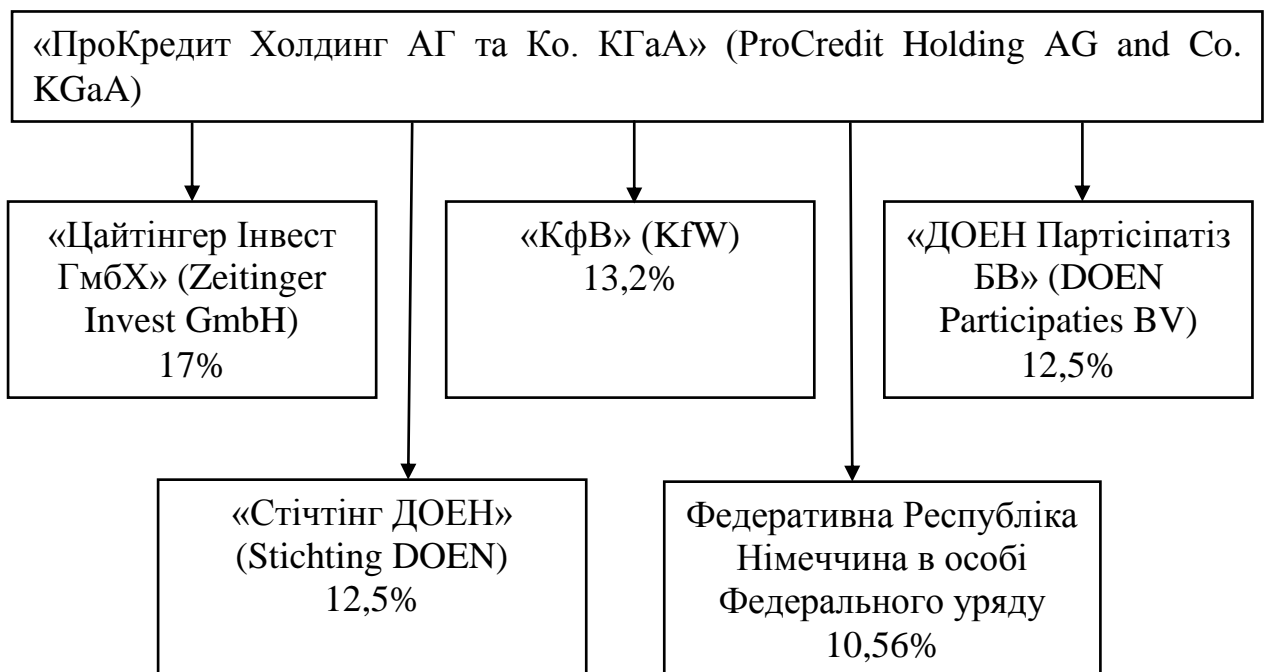 «ПроКредит Холдинг АГ та Ко. КГаА» (ProCredit Holding AG and Co.
KGaA)
«Цайтінгер Інвест
ГмбХ» (Zeitinger
Invest GmbH)
17%
«КфВ» (KfW)
13,2%
«ДОЕН Партісіпатіз
БВ» (DOEN
Participaties BV)
12,5%
«Стічтінг ДОЕН»
(Stichting DOEN)
12,5%
Федеративна Республіка
Німеччина в особі
Федерального уряду
10,56%